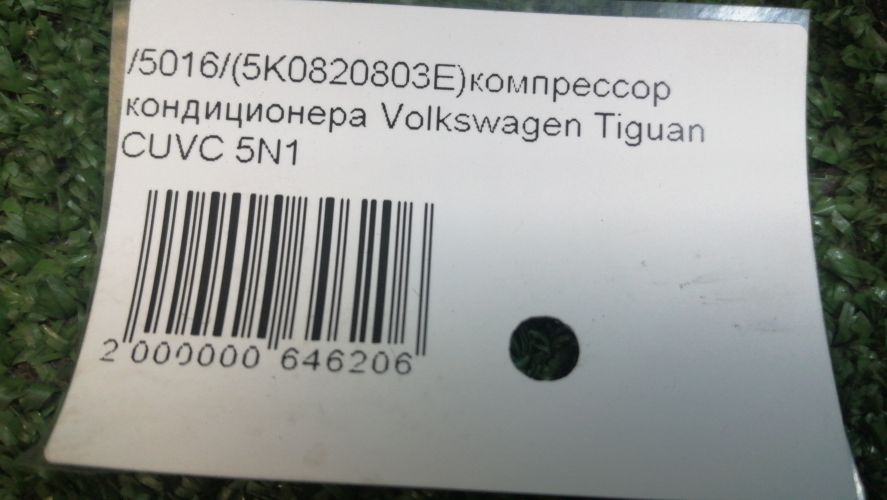 /5016/(5K0820803E)компрессор
кондиционера Volkswagen Tiguan
CUVC 5N1
2 000000 646206